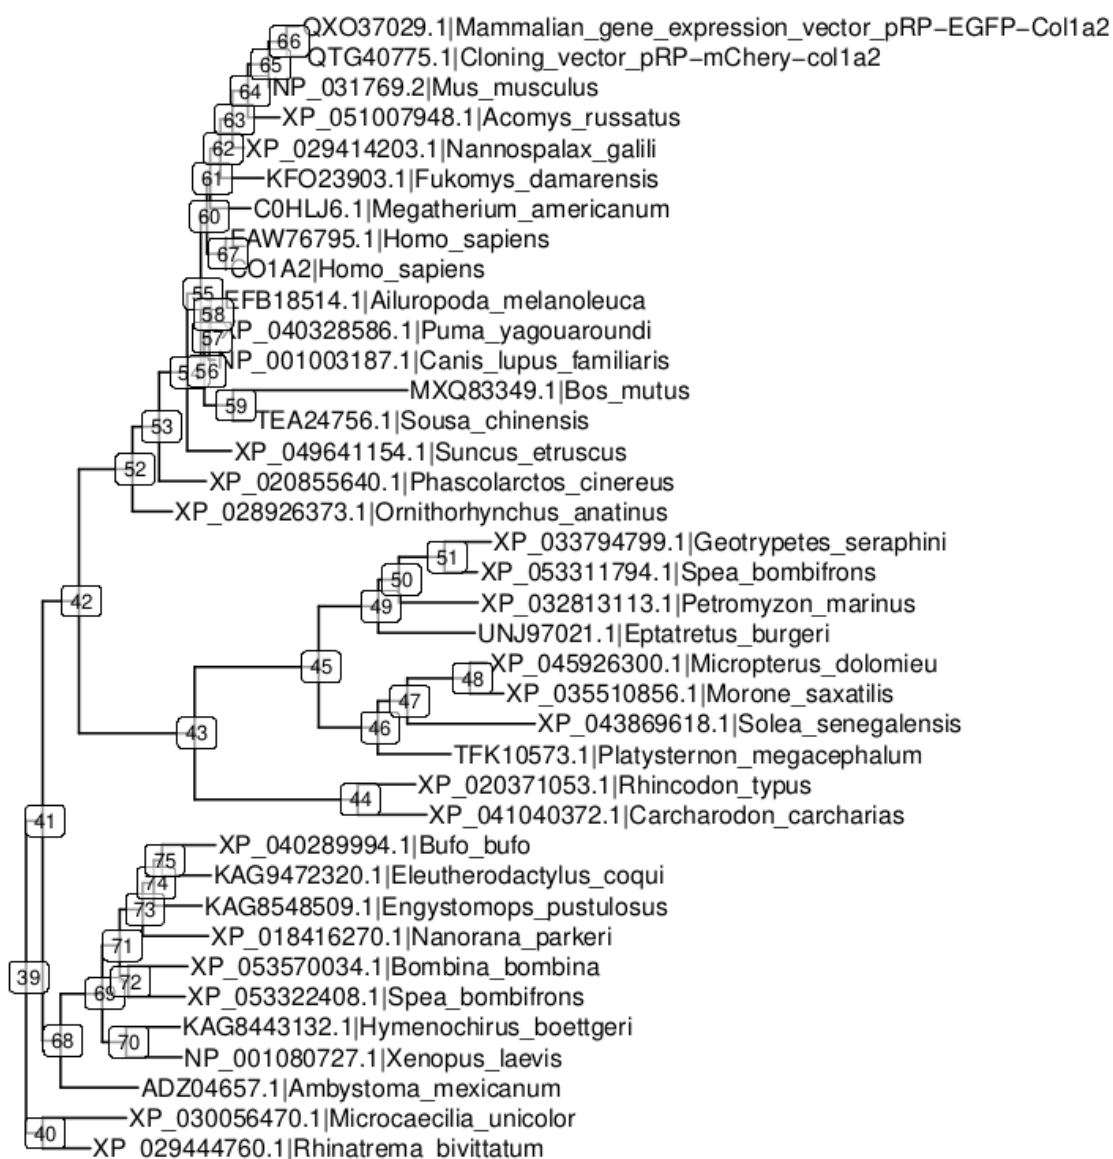 QXO37029.1|Mammalian_gene_expression_vector_pRP−EGFP−Col1a2
66
QTG40775.1|Cloning_vector_pRP−mChery−col1a2
65
NP_031769.2|Mus_musculus
64
XP_051007948.1|Acomys_russatus
63
XP_029414203.1|Nannospalax_galili
62
KFO23903.1|Fukomys_damarensis
61
C0HLJ6.1|Megatherium_americanum
60
EAW76795.1|Homo_sapiens
67
CO1A2|Homo_sapiens
55
EFB18514.1|Ailuropoda_melanoleuca
58
XP_040328586.1|Puma_yagouaroundi
57
NP_001003187.1|Canis_lupus_familiaris
56
MXQ83349.1|Bos_mutus
59
TEA24756.1|Sousa_chinensis
53
XP_049641154.1|Suncus_etruscus
52
XP_020855640.1|Phascolarctos_cinereus
XP_028926373.1|Ornithorhynchus_anatinus
XP_033794799.1|Geotrypetes_seraphini
51
XP_053311794.1|Spea_bombifrons
50
42
XP_032813113.1|Petromyzon_marinus
49
UNJ97021.1|Eptatretus_burgeri
45
XP_045926300.1|Micropterus_dolomieu
48
XP_035510856.1|Morone_saxatilis
47
XP_043869618.1|Solea_senegalensis
46
43
TFK10573.1|Platysternon_megacephalum
XP_020371053.1|Rhincodon_typus
44
XP_041040372.1|Carcharodon_carcharias
41
XP_040289994.1|Bufo_bufo
75
KAG9472320.1|Eleutherodactylus_coqui
74
KAG8548509.1|Engystomops_pustulosus
73
XP_018416270.1|Nanorana_parkeri
71
XP_053570034.1|Bombina_bombina
39
72
XP_053322408.1|Spea_bombifrons
69
KAG8443132.1|Hymenochirus_boettgeri
68
70
NP_001080727.1|Xenopus_laevis
ADZ04657.1|Ambystoma_mexicanum
XP_030056470.1|Microcaecilia_unicolor
40
XP_029444760.1|Rhinatrema_bivittatum